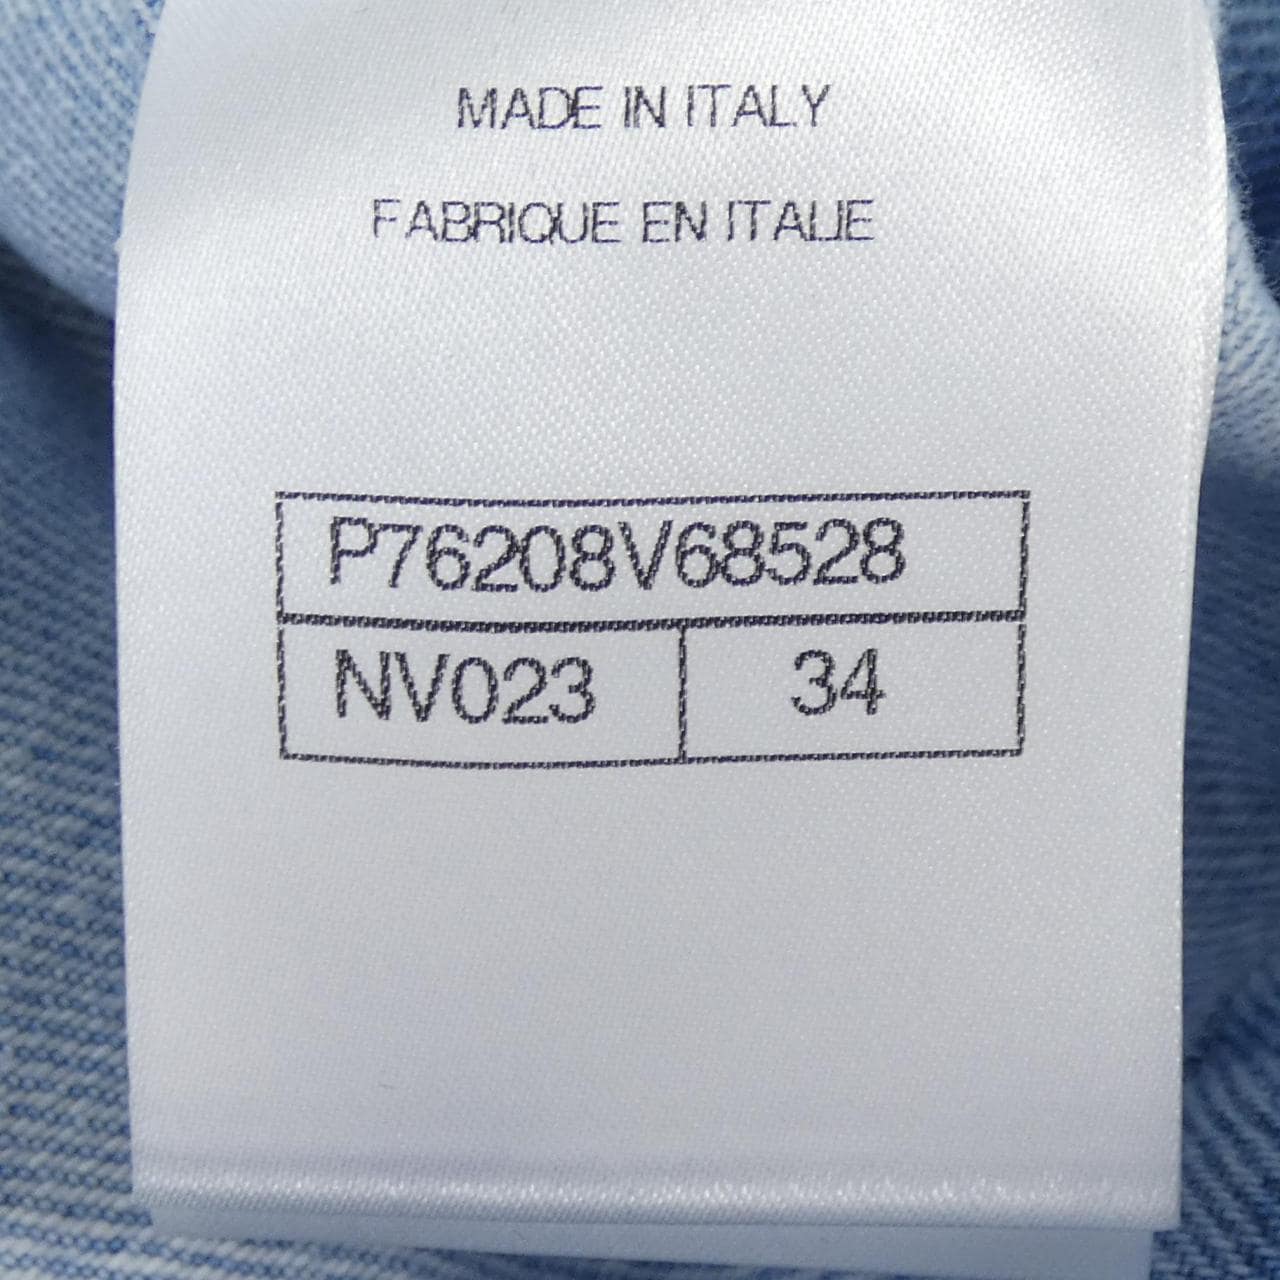 MADE IN ITALY
FABRIQUE EN ITALIE
P76208V68528
NV023 34